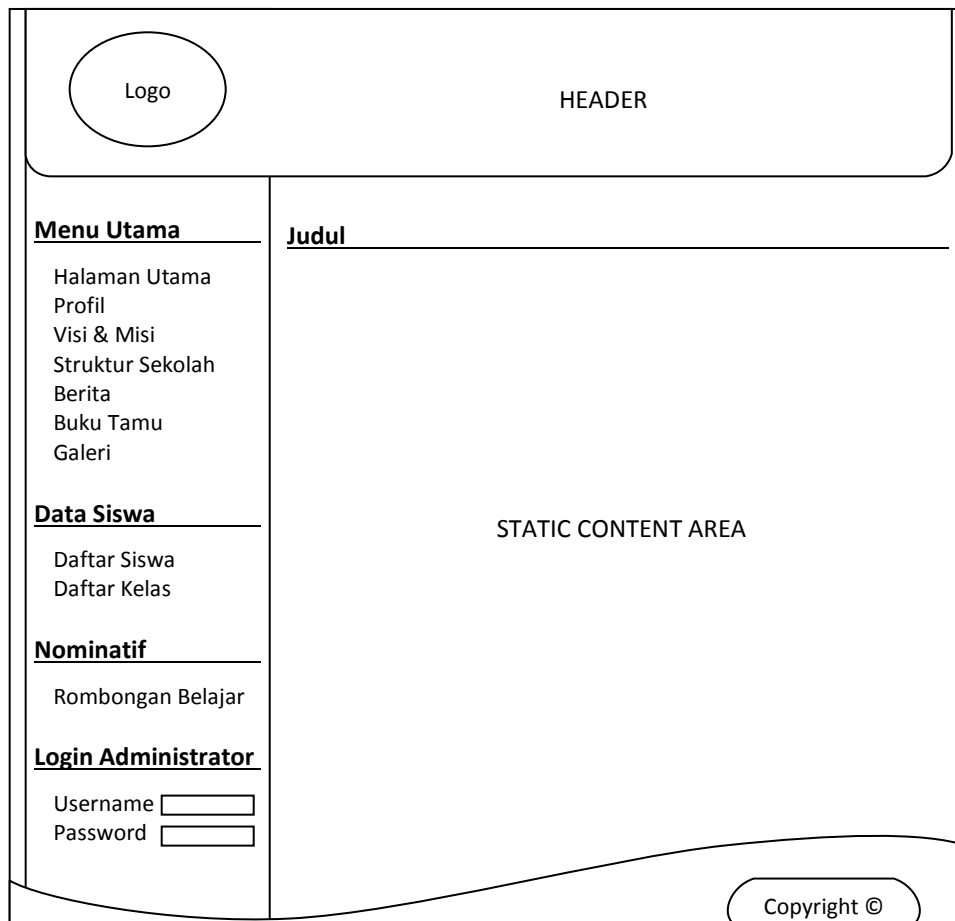 Logo
HEADER
Menu Utama
Halaman Utama
Profil
Visi & Misi
Struktur Sekolah
Berita
Buku Tamu
Galeri
Data Siswa
Daftar Siswa
Daftar Kelas
Nominatif
Rombongan Belajar
Login Administrator
Username
Password
Judul
STATIC CONTENT AREA
Copyright ©